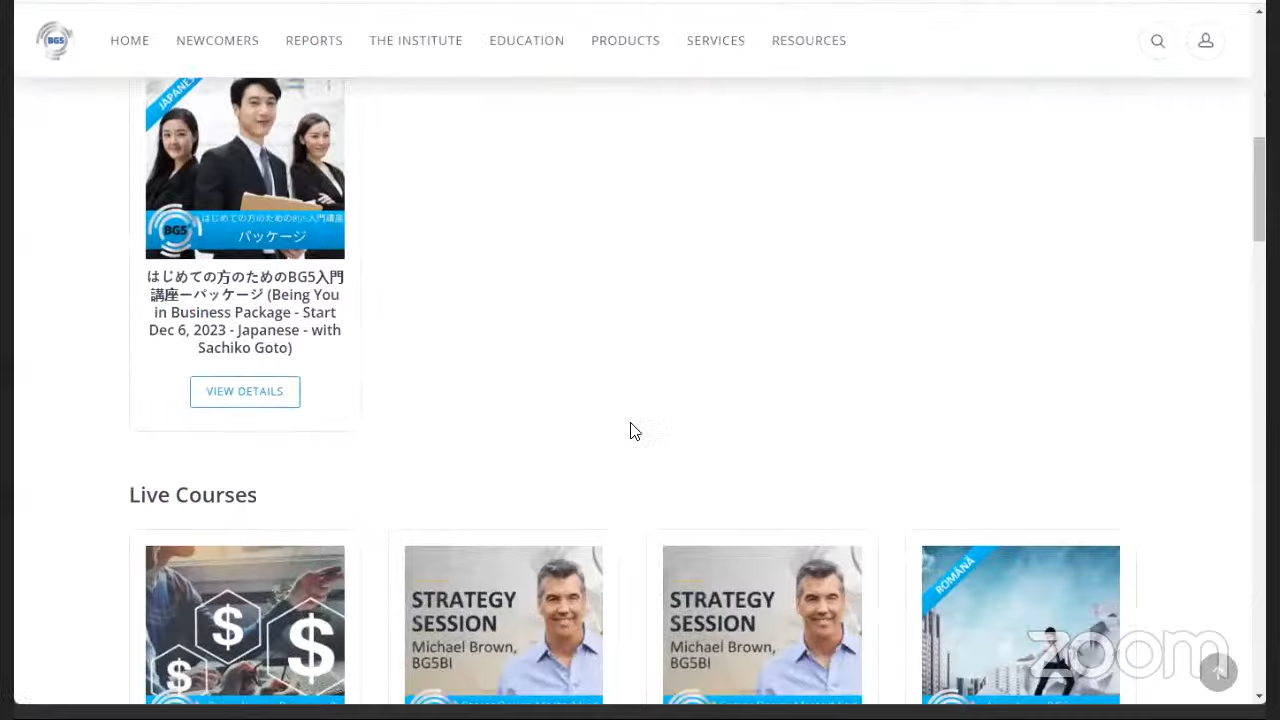 BG5
HOME NEWCOMERS REPORTS THE INSTITUTE EDUCATION PRODUCTS SERVICES RESOURCES
JAPANESE
はじめての方のためのBG5入門講座
BG5
パッケージ
はじめての方のためのBG5入門
講座ーパッケージ (Being You
in Business Package - Start
Dec 6, 2023 - Japanese - with
Sachiko Goto)
VIEW DETAILS
Live Courses
$ $ $
STRATEGY
SESSION
Michael Brown,
BG5BI
STRATEGY
SESSION
Michael Brown,
BG5BI
ROMÂNĂ
zoom